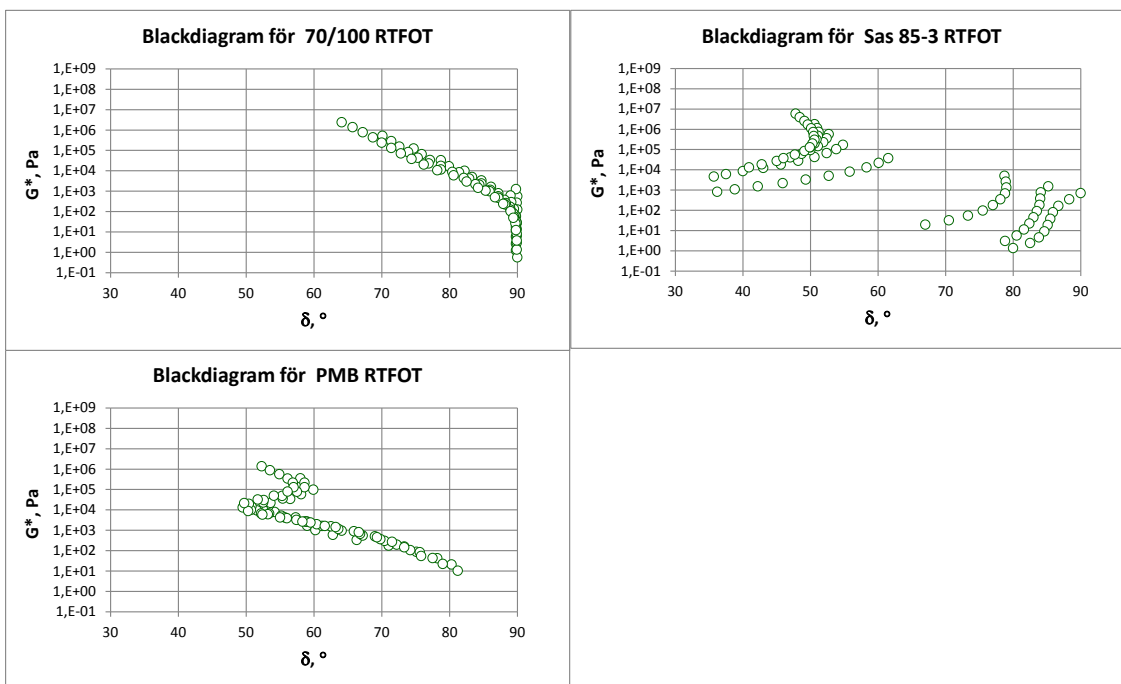 Blackdiagram för 70/100 RTFOT
1,E+09
1,E+08
1,E+07
1,E+06
1,E+05
1,E+04
1,E+03
1,E+02
1,E+01
1,E+00
1,E-01
G*, Pa
30 40 50 60 70 80 90
δ, °
Blackdiagram för Sas 85-3 RTFOT
1,E+09
1,E+08
1,E+07
1,E+06
1,E+05
1,E+04
1,E+03
1,E+02
1,E+01
1,E+00
1,E-01
G*, Pa
30 40 50 60 70 80 90
δ, °
Blackdiagram för PMB RTFOT
1,E+09
1,E+08
1,E+07
1,E+06
1,E+05
1,E+04
1,E+03
1,E+02
1,E+01
1,E+00
1,E-01
G*, Pa
30 40 50 60 70 80 90
δ, °